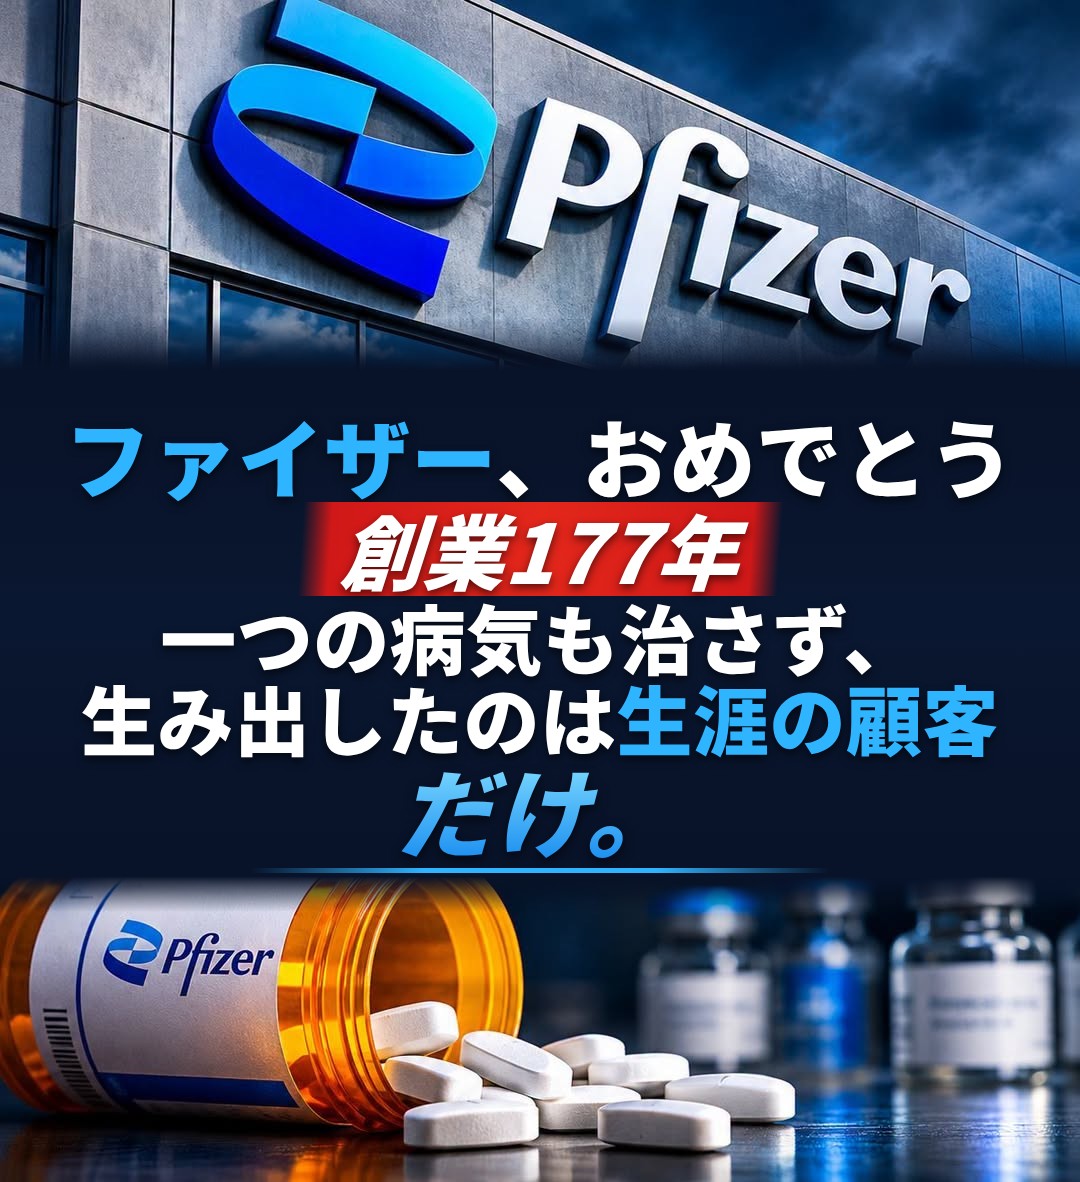 Pfizer
ファイザー、おめでとう
創業177年
一つの病気も治さず、
生み出したのは生涯の顧客
だけ。
Pfizer